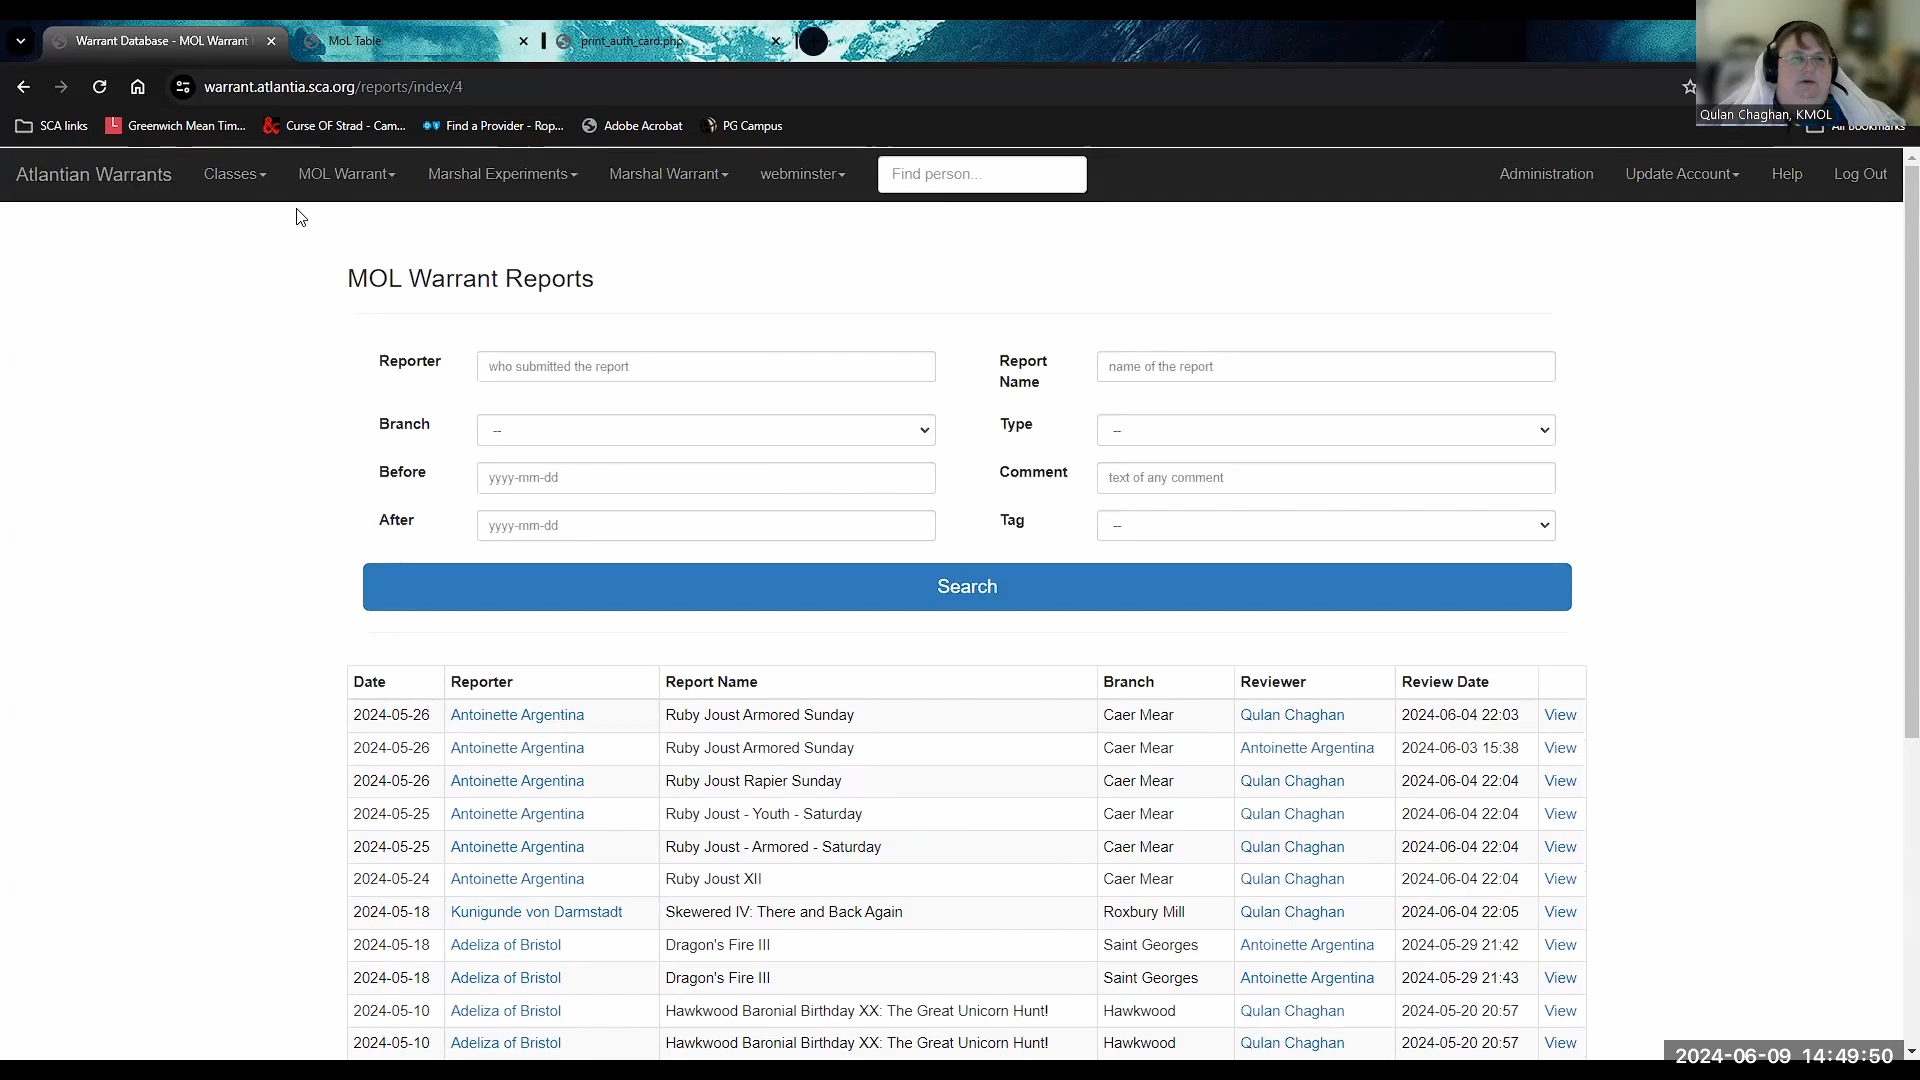 Warrant Database - MOL Warrant
MoL Table
print_auth_card.php
warrant.atlantia.sca.org/reports/index/4
SCA links
Greenwich Mean Tim...
Curse OF Strad - Cam...
Find a Provider - Rop...
Adobe Acrobat
PG Campus
All Bookmarks
Qulan Chaghan, KMOL
Atlantian Warrants
Classes
MOL Warrant
Marshal Experiments
Marshal Warrant
webminster
Find person...
Administration
Update Account
Help
Log Out
MOL Warrant Reports
Reporter
who submitted the report
Report Name
name of the report
Branch
--
Type
--
Before
yyyy-mm-dd
Comment
text of any comment
After
yyyy-mm-dd
Tag
--
Search
Date Reporter Report Name Branch Reviewer Review Date
2024-05-26 Antoinette Argentina Ruby Joust Armored Sunday Caer Mear Qulan Chaghan 2024-06-04 22:03 View
2024-05-26 Antoinette Argentina Ruby Joust Armored Sunday Caer Mear Antoinette Argentina 2024-06-03 15:38 View
2024-05-26 Antoinette Argentina Ruby Joust Rapier Sunday Caer Mear Qulan Chaghan 2024-06-04 22:04 View
2024-05-25 Antoinette Argentina Ruby Joust - Youth - Saturday Caer Mear Qulan Chaghan 2024-06-04 22:04 View
2024-05-25 Antoinette Argentina Ruby Joust - Armored - Saturday Caer Mear Qulan Chaghan 2024-06-04 22:04 View
2024-05-24 Antoinette Argentina Ruby Joust XII Caer Mear Qulan Chaghan 2024-06-04 22:04 View
2024-05-18 Kunigunde von Darmstadt Skewered IV: There and Back Again Roxbury Mill Qulan Chaghan 2024-06-04 22:05 View
2024-05-18 Adeliza of Bristol Dragon's Fire III Saint Georges Antoinette Argentina 2024-05-29 21:42 View
2024-05-18 Adeliza of Bristol Dragon's Fire III Saint Georges Antoinette Argentina 2024-05-29 21:43 View
2024-05-10 Adeliza of Bristol Hawkwood Baronial Birthday XX: The Great Unicorn Hunt! Hawkwood Qulan Chaghan 2024-05-20 20:57 View
2024-05-10 Adeliza of Bristol Hawkwood Baronial Birthday XX: The Great Unicorn Hunt! Hawkwood Qulan Chaghan 2024-05-20 20:57 View
2024-06-09 14:49:50